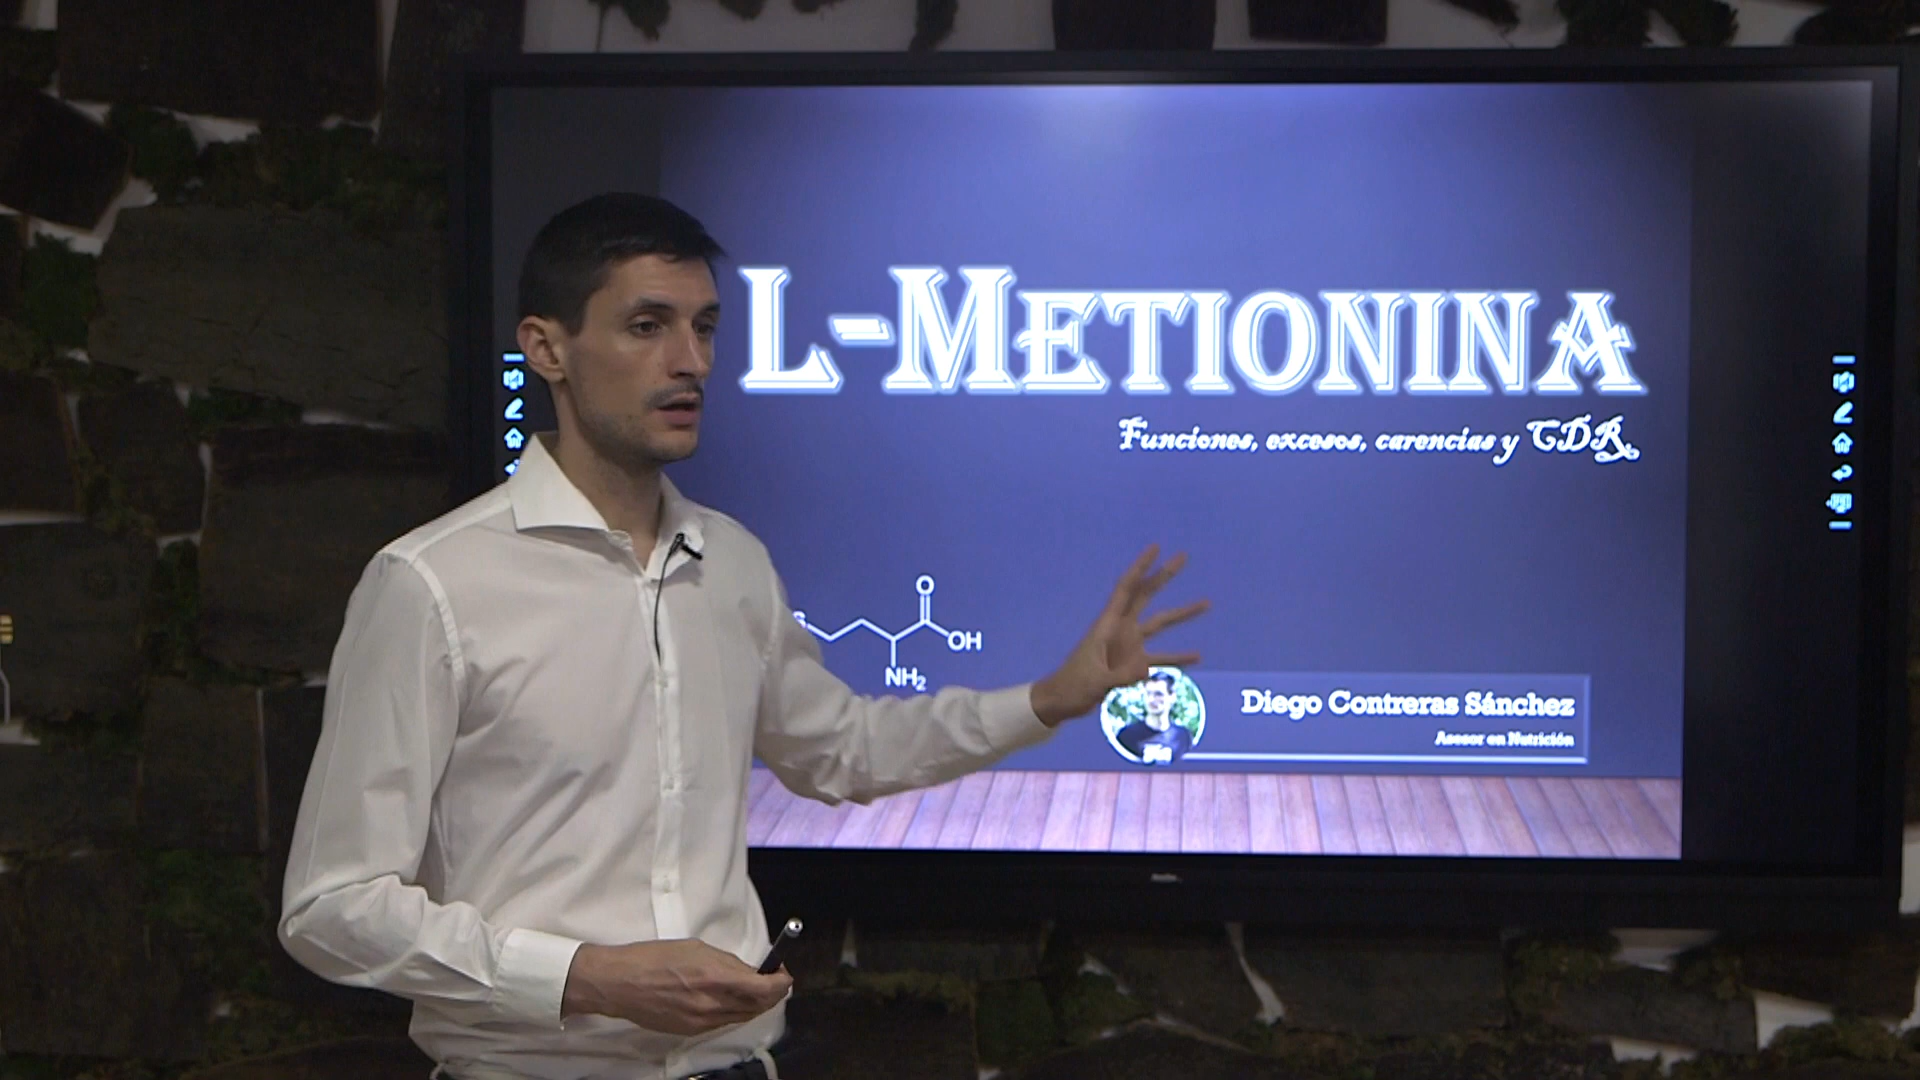 L-METIONINA
Funciones, excesos, carencias y CDR
S
O
OH
NH₂
Diego Contreras Sánchez
Asesor en Nutrición